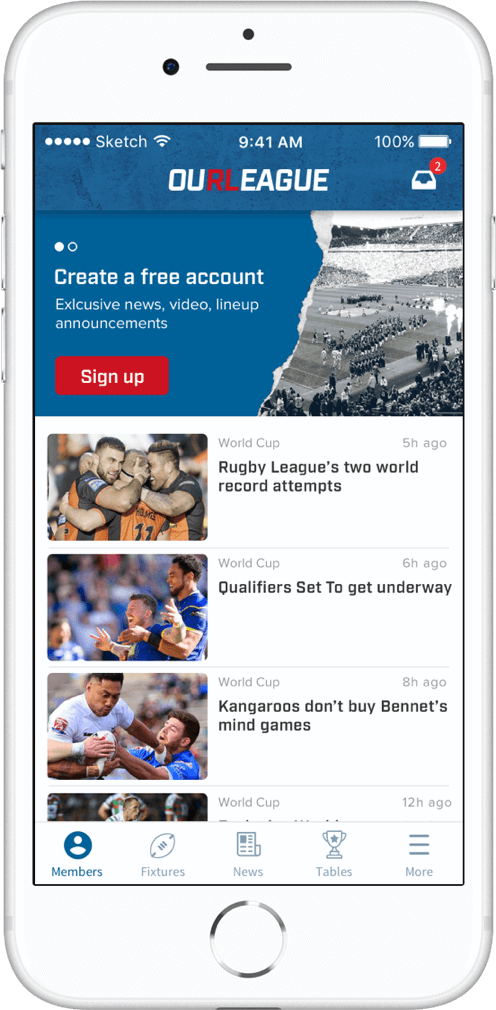 Sketch
9:41 AM
100%
OURLEAGUE
2
Create a free account
Exlcusive news, video, lineup
announcements
Sign up
World Cup
5h ago
Rugby League's two world
record attempts
World Cup
6h ago
Qualifiers Set To get underway
World Cup
8h ago
Kangaroos don't buy Bennet's
mind games
World Cup
12h ago
Members
Fixtures
News
Tables
More